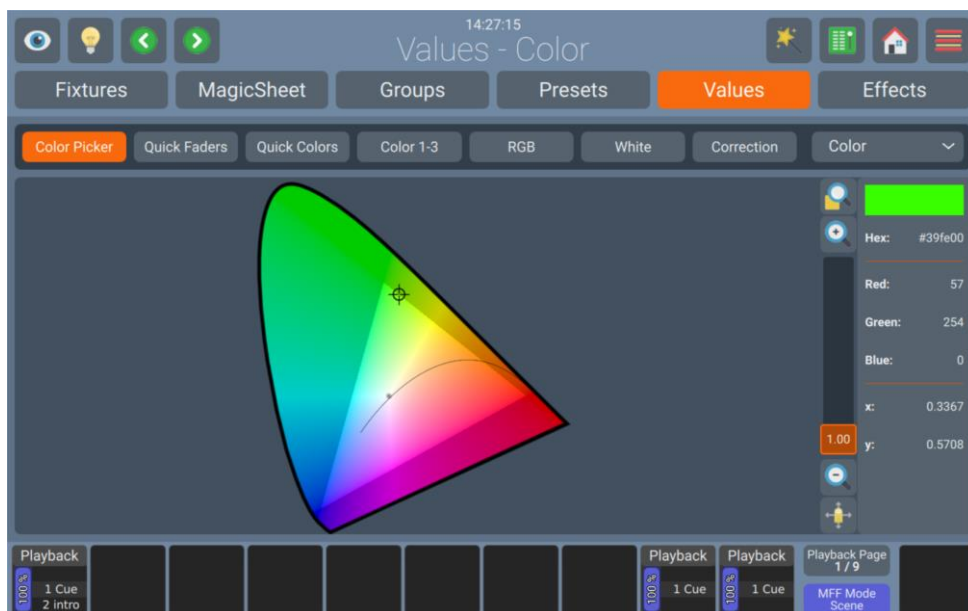 14:27:15
Values - Color
Fixtures
MagicSheet
Groups
Presets
Values
Effects
Color Picker
Quick Faders
Quick Colors
Color 1-3
RGB
White
Correction
Color
Hex: #39fe00
Red: 57
Green: 254
Blue: 0
x: 0.3367
1.00
y: 0.5708
Playback
100 %
1 Cue
2 intro
Playback
100 %
1 Cue
Playback
100 %
1 Cue
Playback Page
1 / 9
MFF Mode
Scene